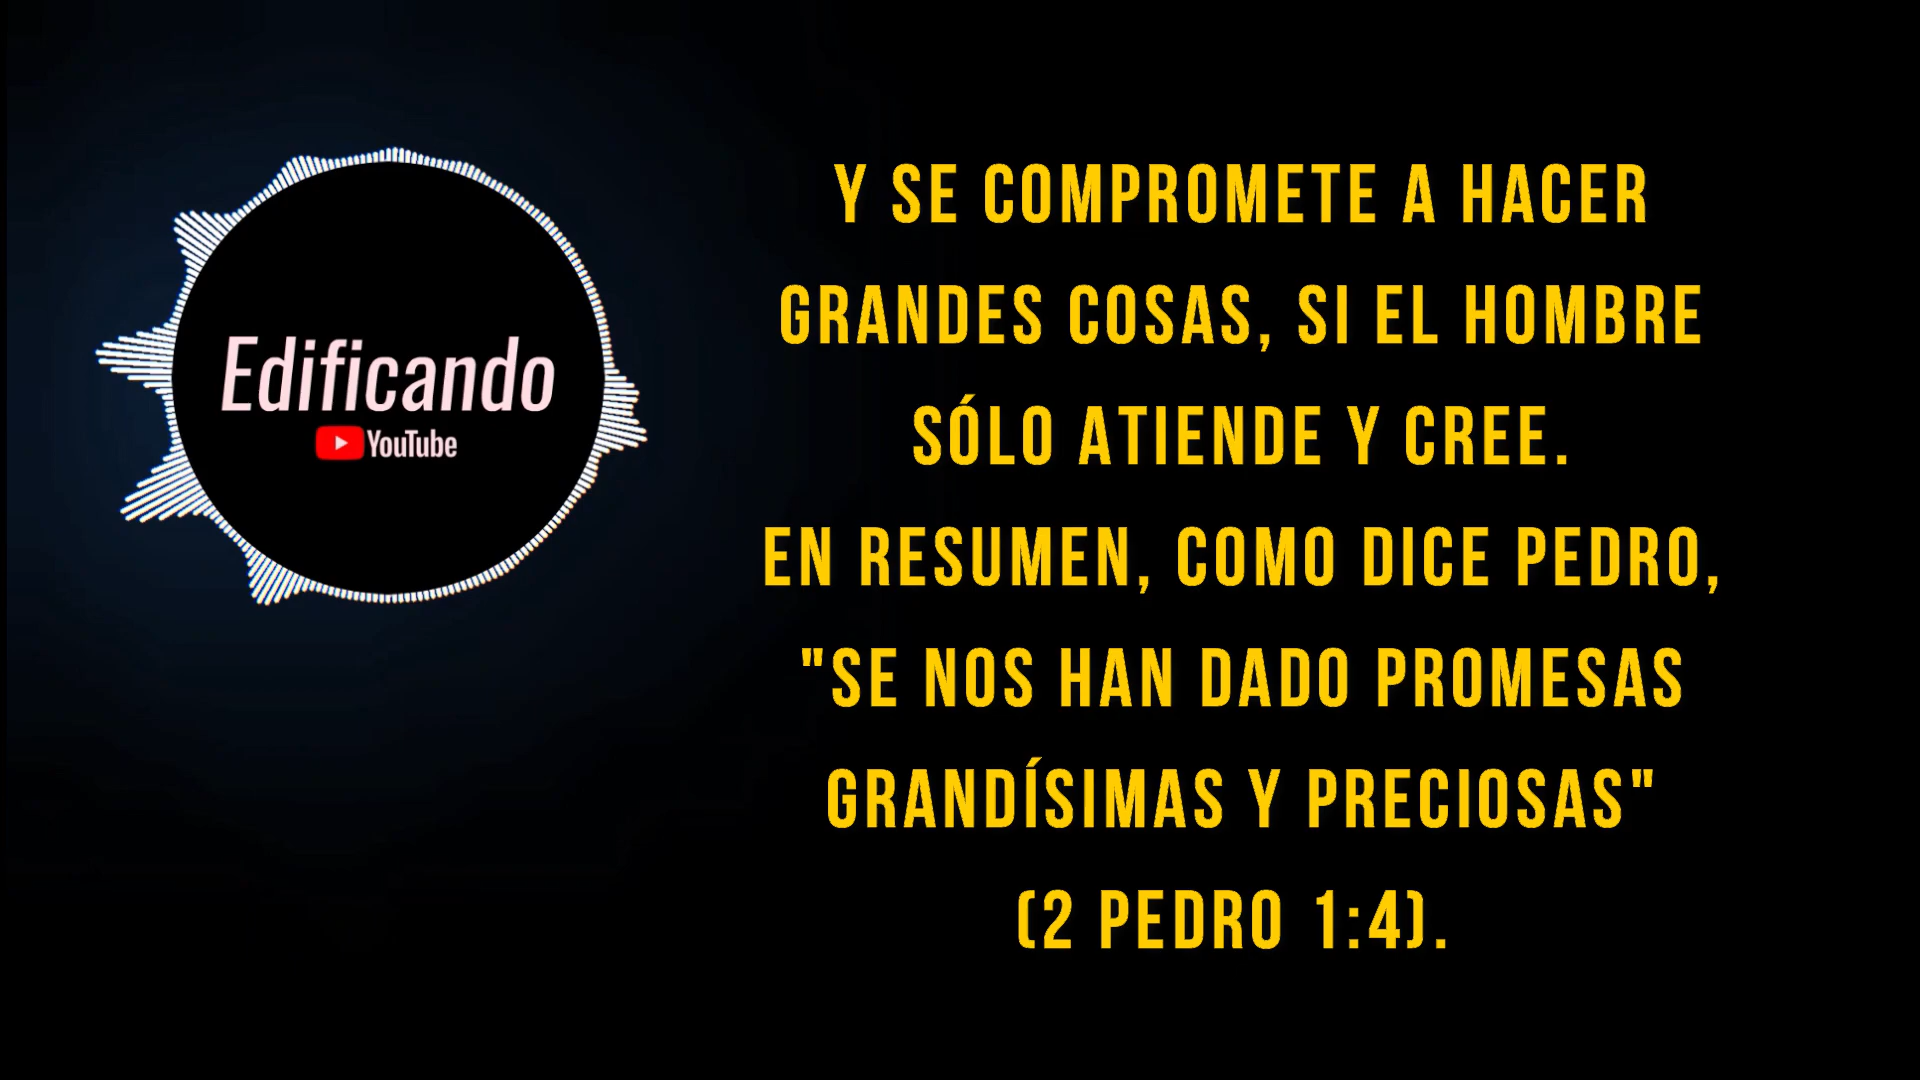 Edificando
YouTube
Y SE COMPROMETE A HACER
GRANDES COSAS, SI EL HOMBRE
SÓLO ATIENDE Y CREE.
EN RESUMEN, COMO DICE PEDRO,
"SE NOS HAN DADO PROMESAS
GRANDÍSIMAS Y PRECIOSAS"
(2 PEDRO 1:4).